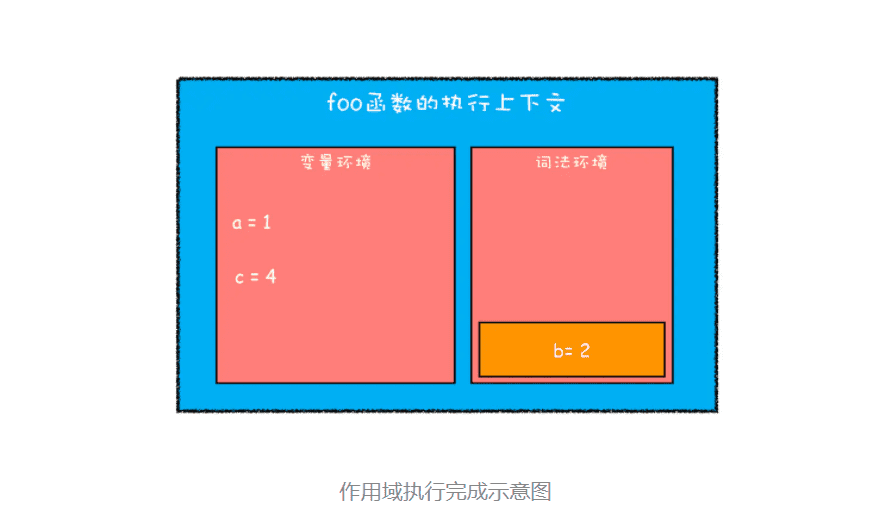 foo函数的执行上下文
变量环境
词法环境
a = 1
c = 4
b= 2
作用域执行完成示意图